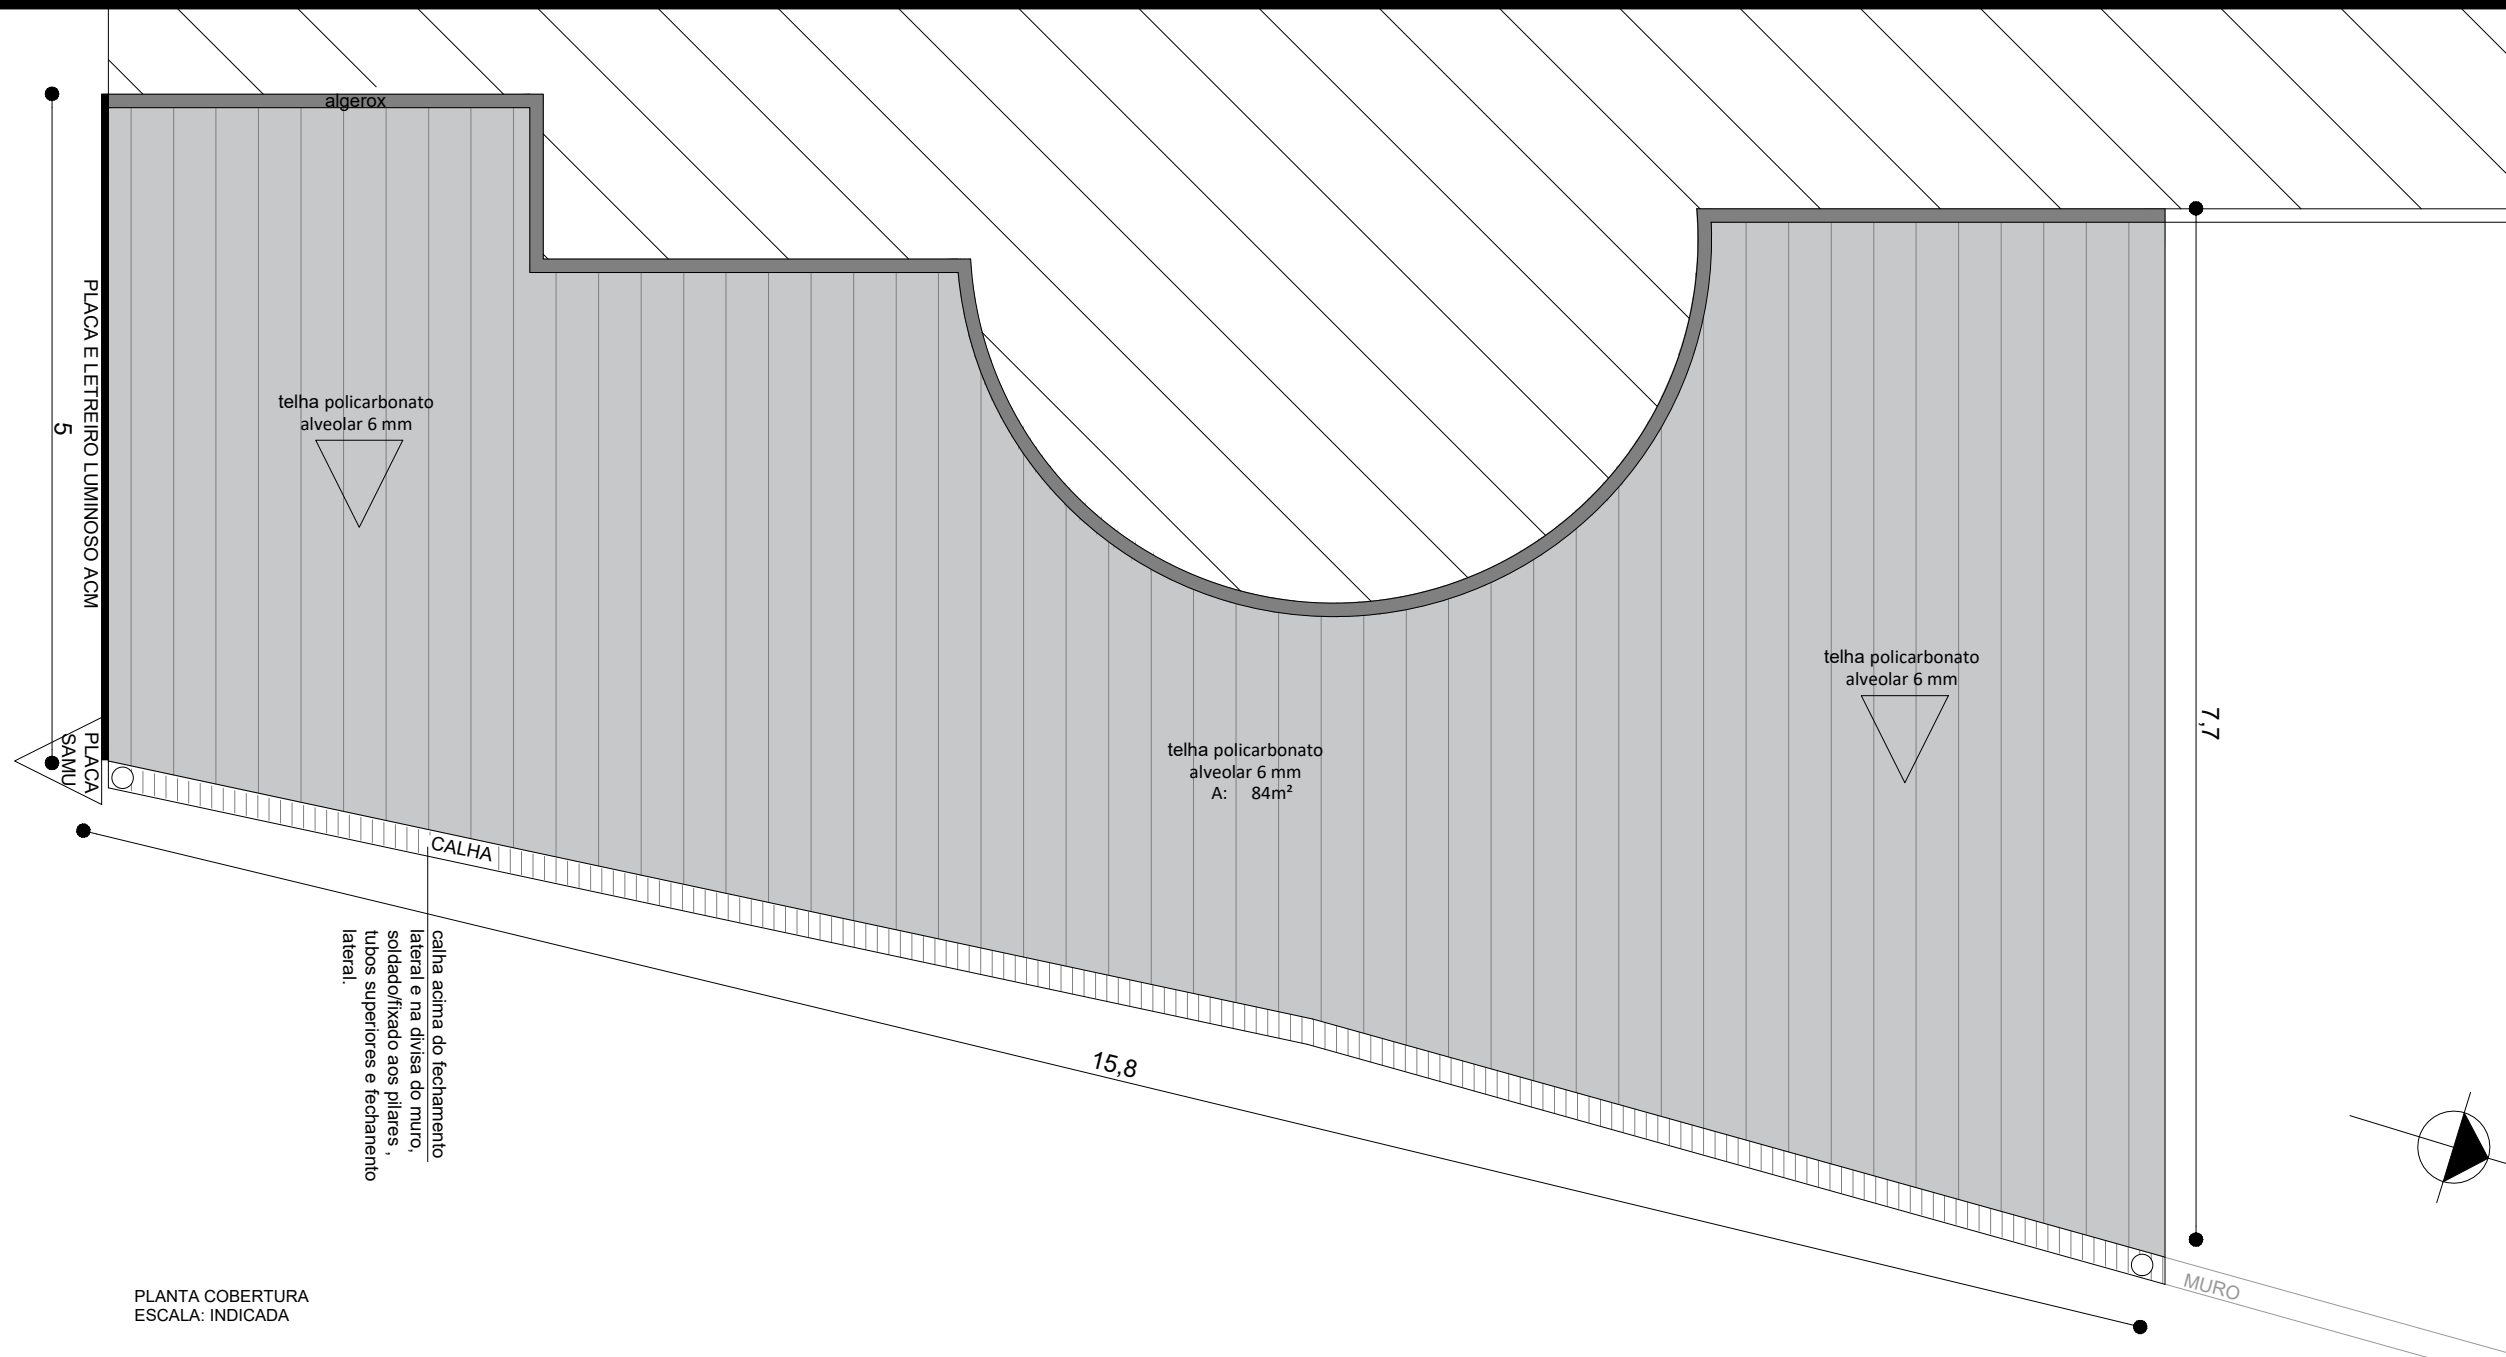 algerox
PLACA E LETREIRO LUMINOSO ACM
5
telha policarbonato
alveolar 6 mm
telha policarbonato
alveolar 6 mm
7,7
PLACA
SAMU
telha policarbonato
alveolar 6 mm
A: 84m²
CALHA
calha acima do fechamento
lateral e na divisa do muro,
soldado/fixado aos pilares ,
tubos superiores e fechanento
lateral.
15,8
MURO
PLANTA COBERTURA
ESCALA: INDICADA